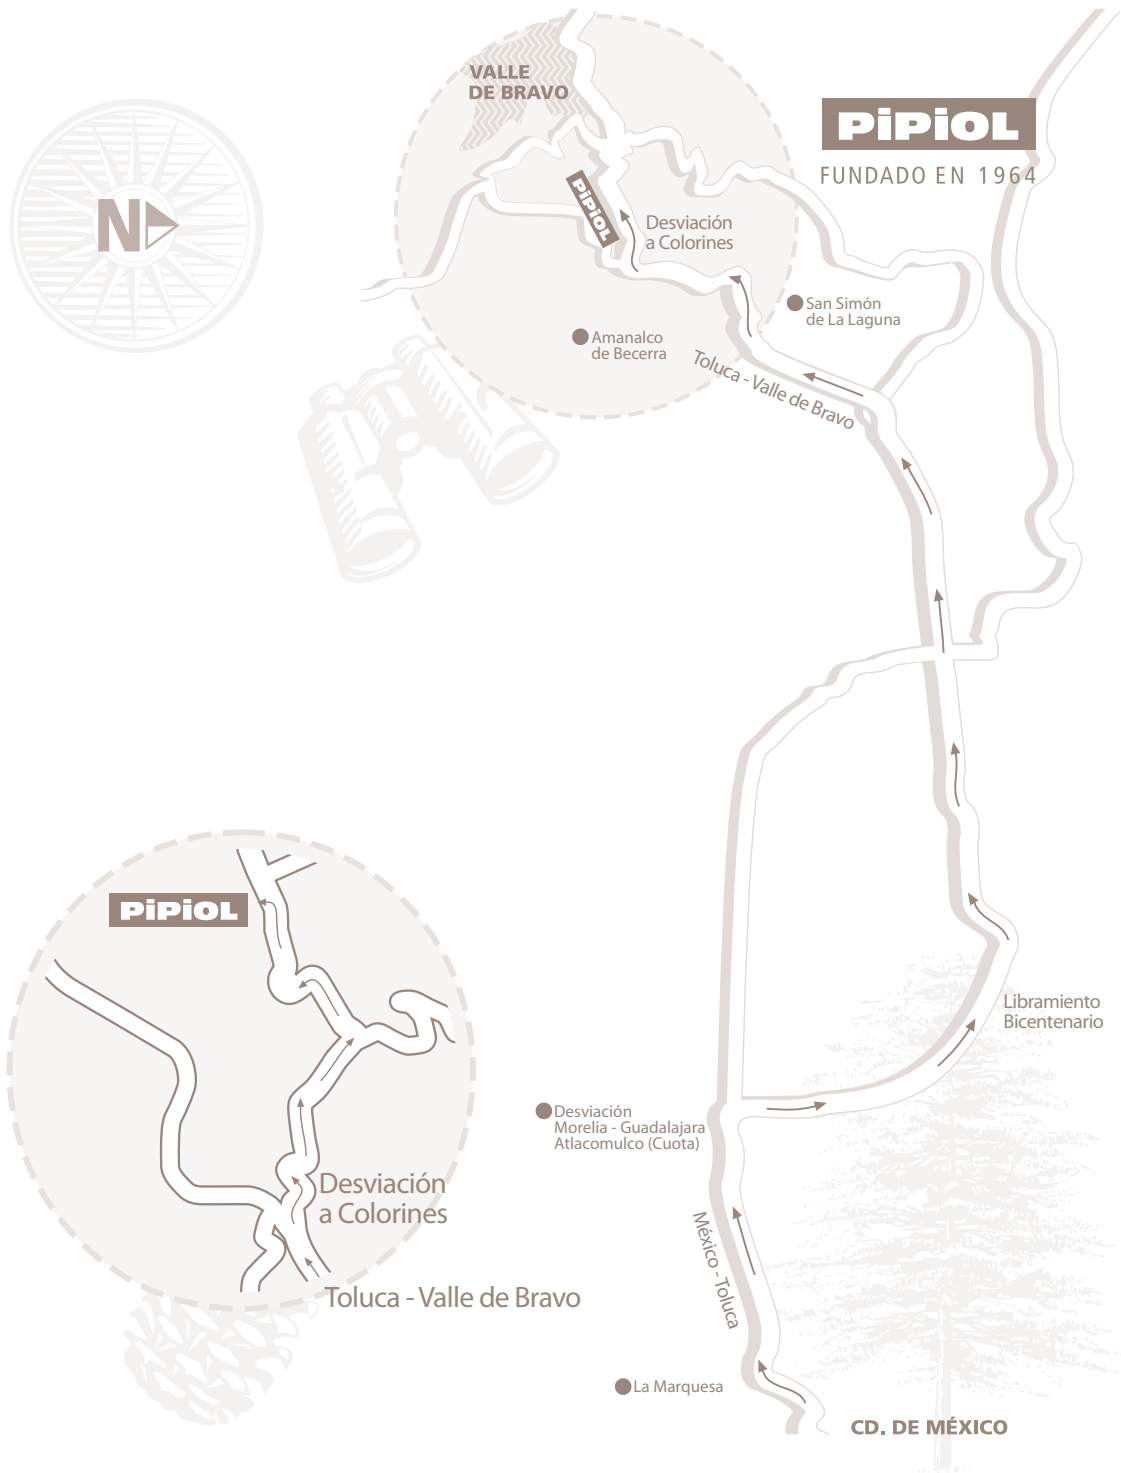 VALLE
DE BRAVO
PiPiOL
FUNDADO EN 1964
N
PiPiOL
Desviación
a Colorines
San Simón
de La Laguna
Amanalco
de Becerra
Toluca - Valle de Bravo
PiPiOL
Libramiento
Bicentenario
Desviación
Morelia - Guadalajara
Atlacomulco (Cuota)
Desviación
a Colorines
México - Toluca
Toluca - Valle de Bravo
La Marquesa
CD. DE MÉXICO